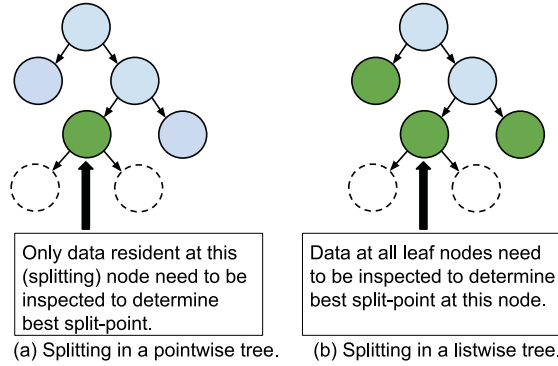 Only data resident at this
(splitting) node need to be
inspected to determine
best split-point.
Data at all leaf nodes need
to be inspected to determine
best split-point at this node.
(a) Splitting in a pointwise tree.
(b) Splitting in a listwise tree.